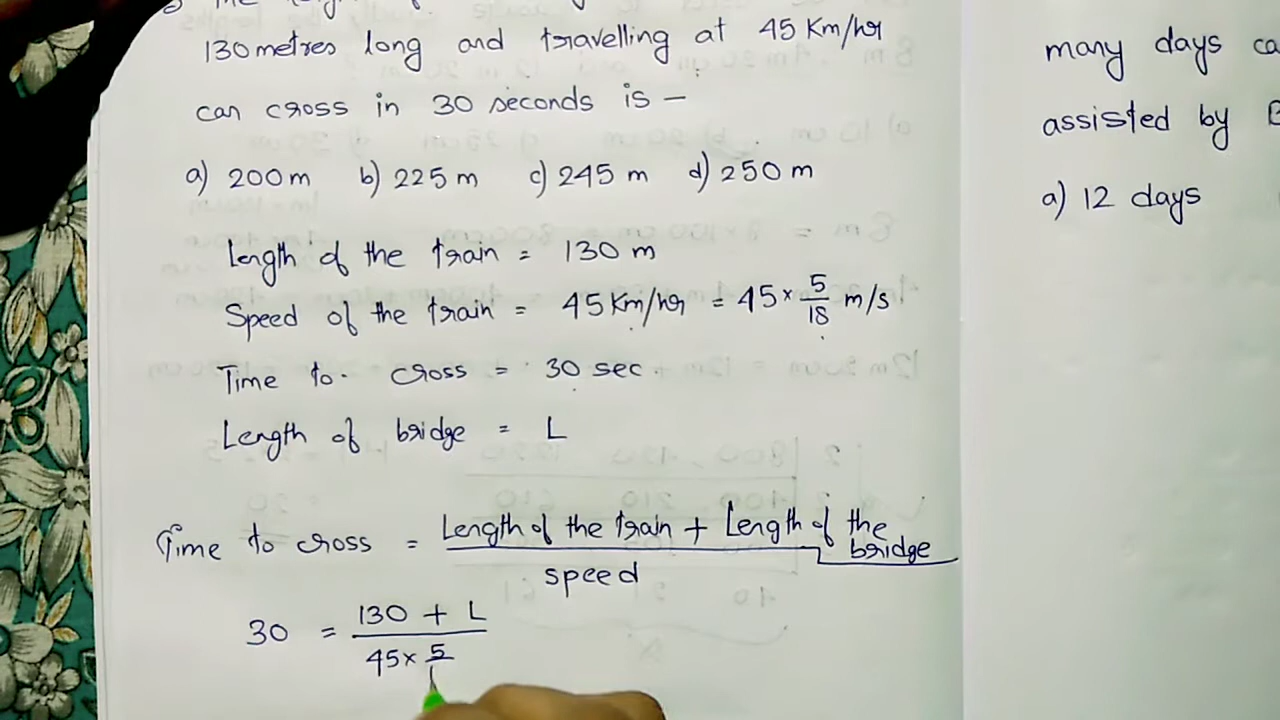 130 metres long and travelling at 45 Km/hr
can cross in 30 seconds is –
a) 200 m b) 225 m c) 245 m d) 250 m
Length of the train = 130 m
Speed of the train = 45 Km/hr = 45 × 5/18 m/s
Time to cross = 30 sec
Length of bridge = L
Time to cross = Length of the train + Length of the bridge
speed
30 = 130 + L
45 × 5
many days
assisted by
a) 12 days